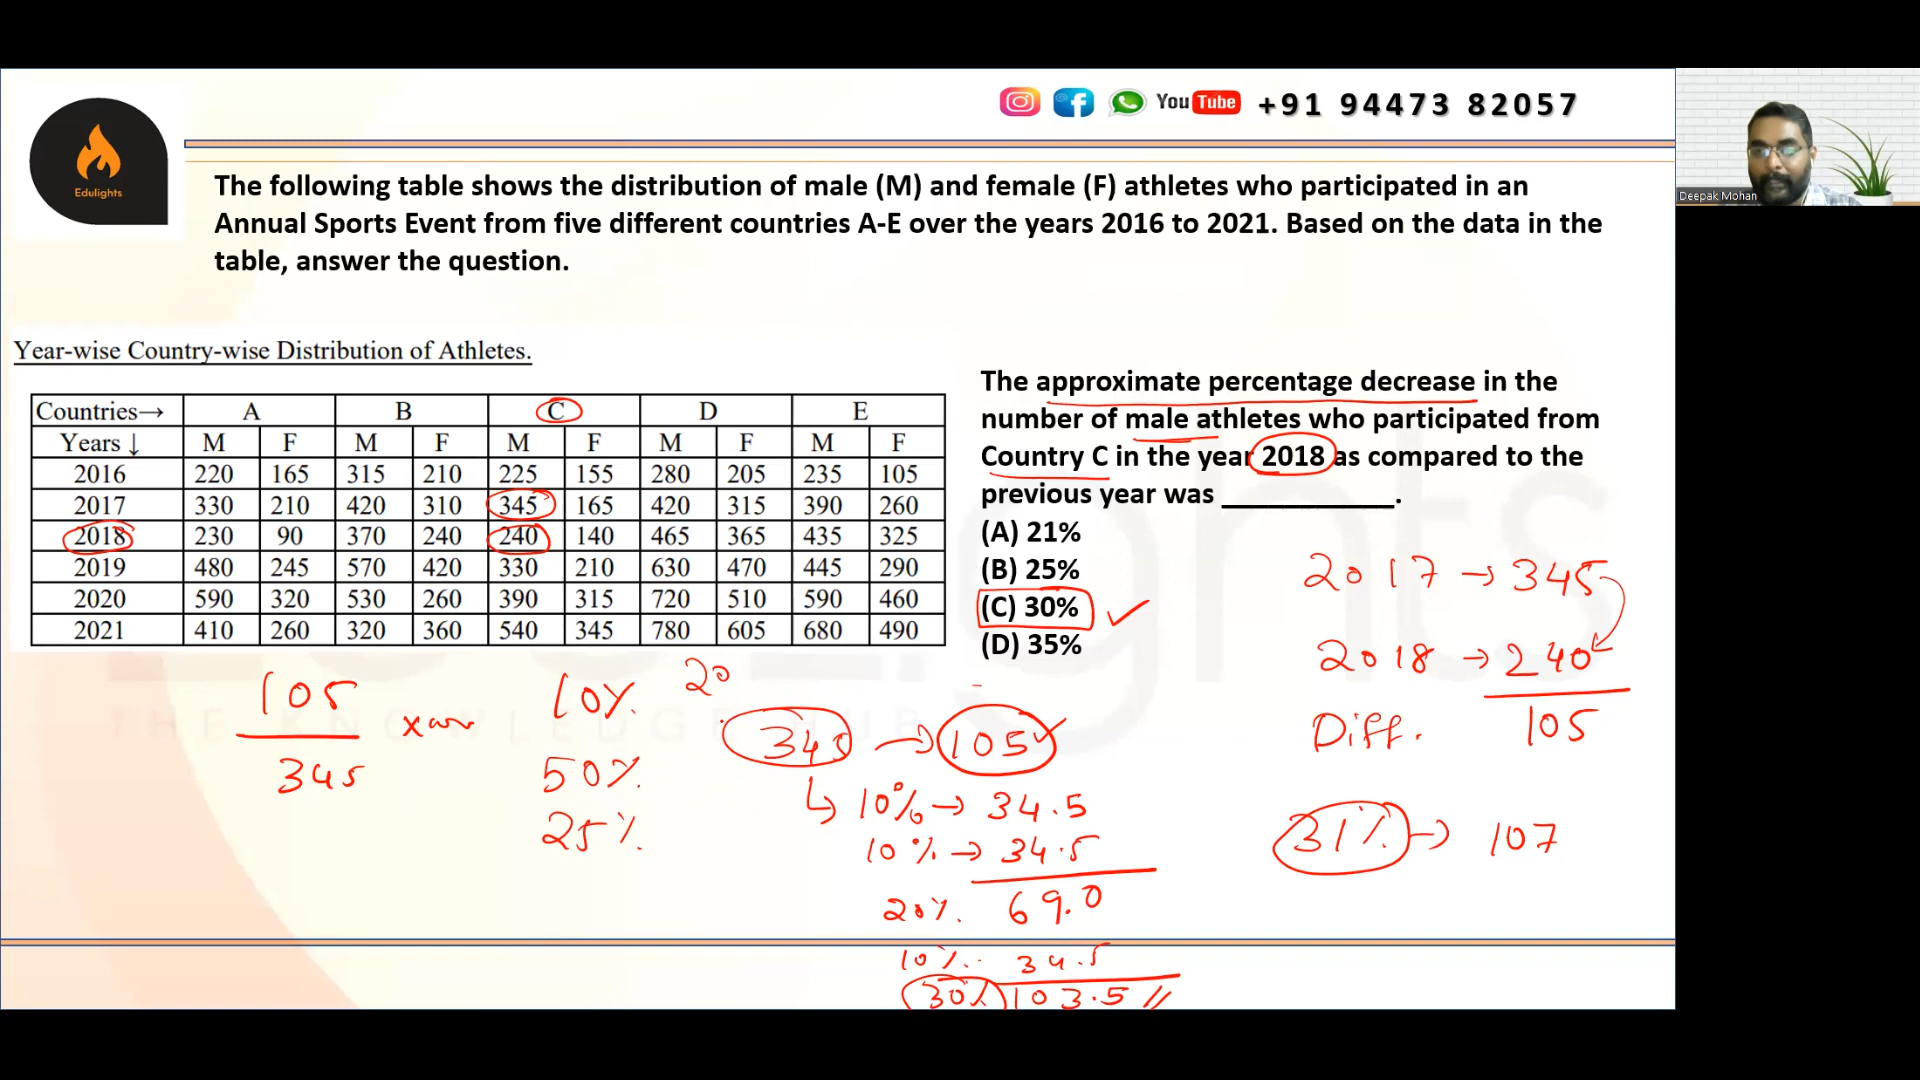 You Tube +91 94473 82057
Edulights
Deepak Mohan
The following table shows the distribution of male (M) and female (F) athletes who participated in an
Annual Sports Event from five different countries A-E over the years 2016 to 2021. Based on the data in the
table, answer the question.
Year-wise Country-wise Distribution of Athletes.
Countries→ A B C D E
Years ↓ M F M F M F M F M F
2016 220 165 315 210 225 155 280 205 235 105
2017 330 210 420 310 345 165 420 315 390 260
2018 230 90 370 240 240 140 465 365 435 325
2019 480 245 570 420 330 210 630 470 445 290
2020 590 320 530 260 390 315 720 510 590 460
2021 410 260 320 360 540 345 780 605 680 490
The approximate percentage decrease in the
number of male athletes who participated from
Country C in the year 2018 as compared to the
previous year was ____________.
(A) 21%
(B) 25%
(C) 30%
(D) 35%
2017 → 345
2018 → 240
Diff. 105
31% → 107
105
345
10%
20
50%
25%
345 → 105
10% → 34.5
10% → 34.5
20%. 69.0
10%. 34.5
30% 103.5 //